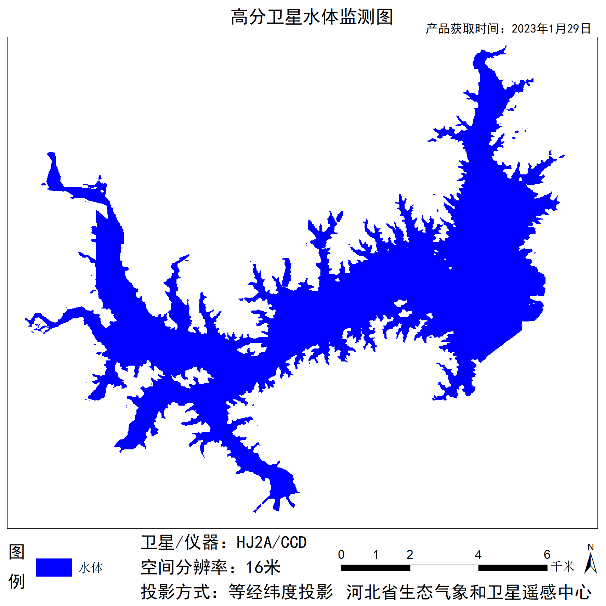 高分卫星水体监测图
产品获取时间：2023年1月29日
图例
水体
卫星/仪器：HJ2A/CCD
空间分辨率：16米
投影方式：等经纬度投影
0 1 2 4 6 千米
N
河北省生态气象和卫星遥感中心